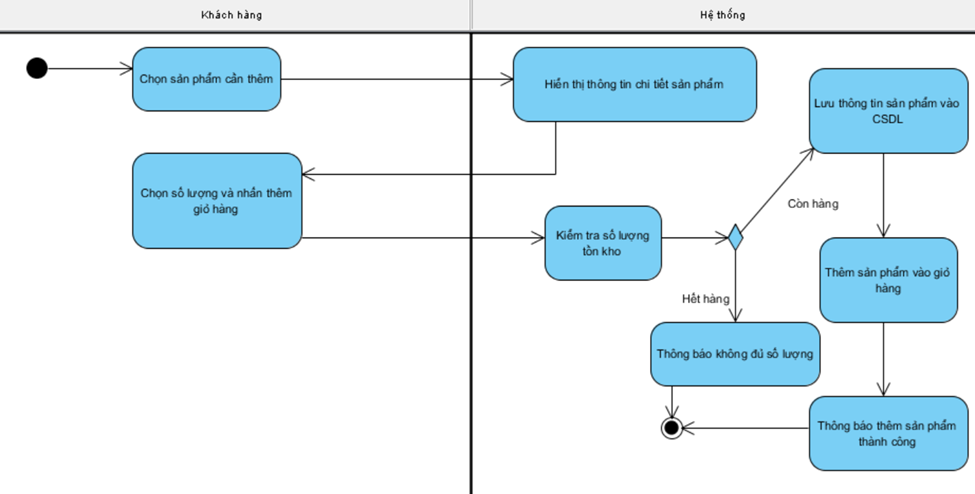 Khách hàng
Hệ thống
Chọn sản phẩm cần thêm
Hiển thị thông tin chi tiết sản phẩm
Lưu thông tin sản phẩm vào
CSDL
Chọn số lượng và nhấn thêm
giỏ hàng
Kiểm tra số lượng
tồn kho
Còn hàng
Hết hàng
Thêm sản phẩm vào giỏ
hàng
Thông báo không đủ số lượng
Thông báo thêm sản phẩm
thành công